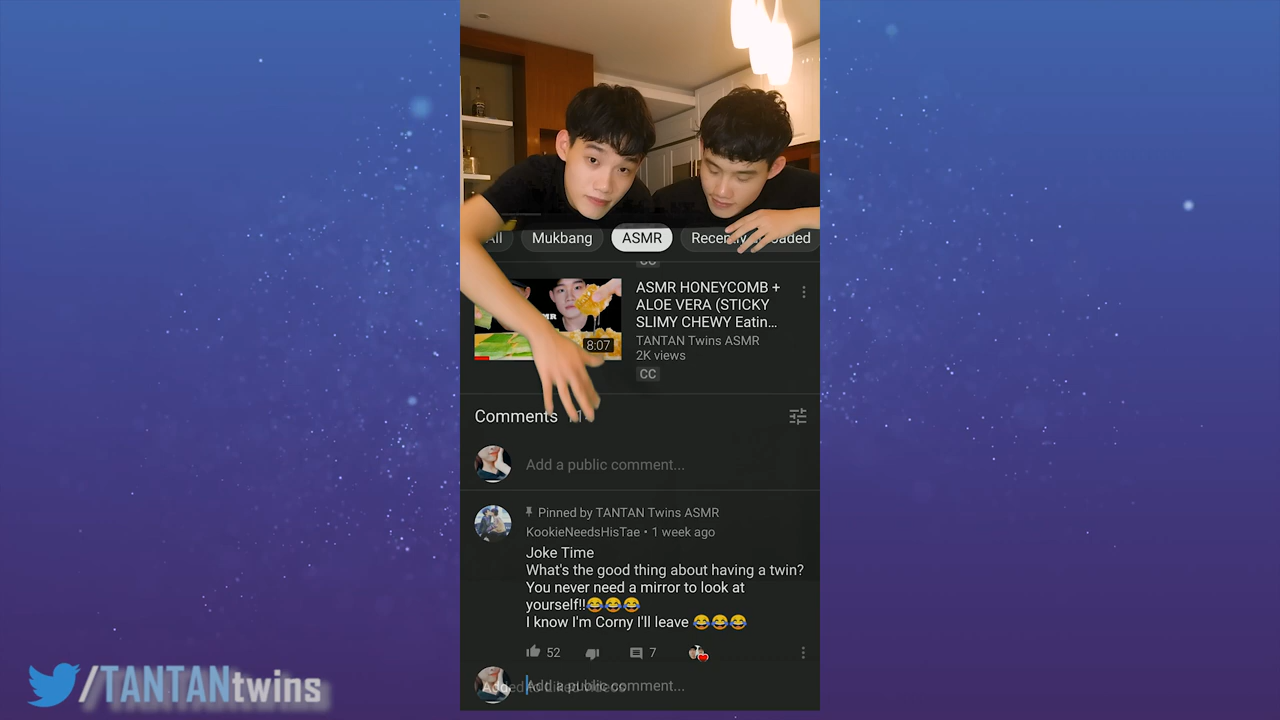 All
Mukbang
ASMR
ASMR HONEYCOMB +
ALOE VERA (STICKY
SLIMY CHEWY Eatin...
8:07
TANTAN Twins ASMR
2K views
CC
Comments
Add a public comment...
Pinned by TANTAN Twins ASMR
KookieNeedsHisTae • 1 week ago
Joke Time
What's the good thing about having a twin?
You never need a mirror to look at
yourself!!😂😂😂
I know I'm Corny I'll leave 😂😂😂
52
7
Add a public comment...
/TANTANtwins